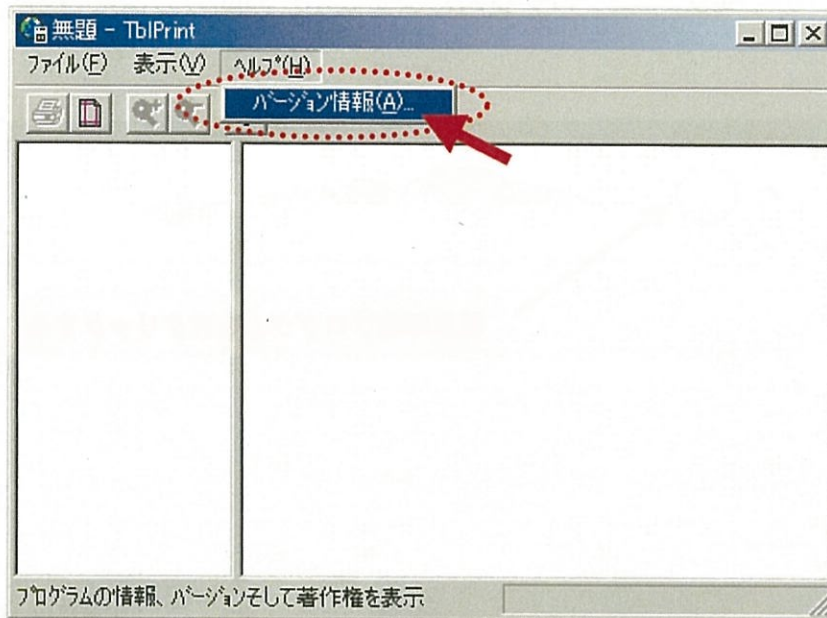 無題 - TblPrint
ファイル(F) 表示(V) ヘルプ(H)
バージョン情報(A)...
プログラムの情報、バージョンそして著作権を表示